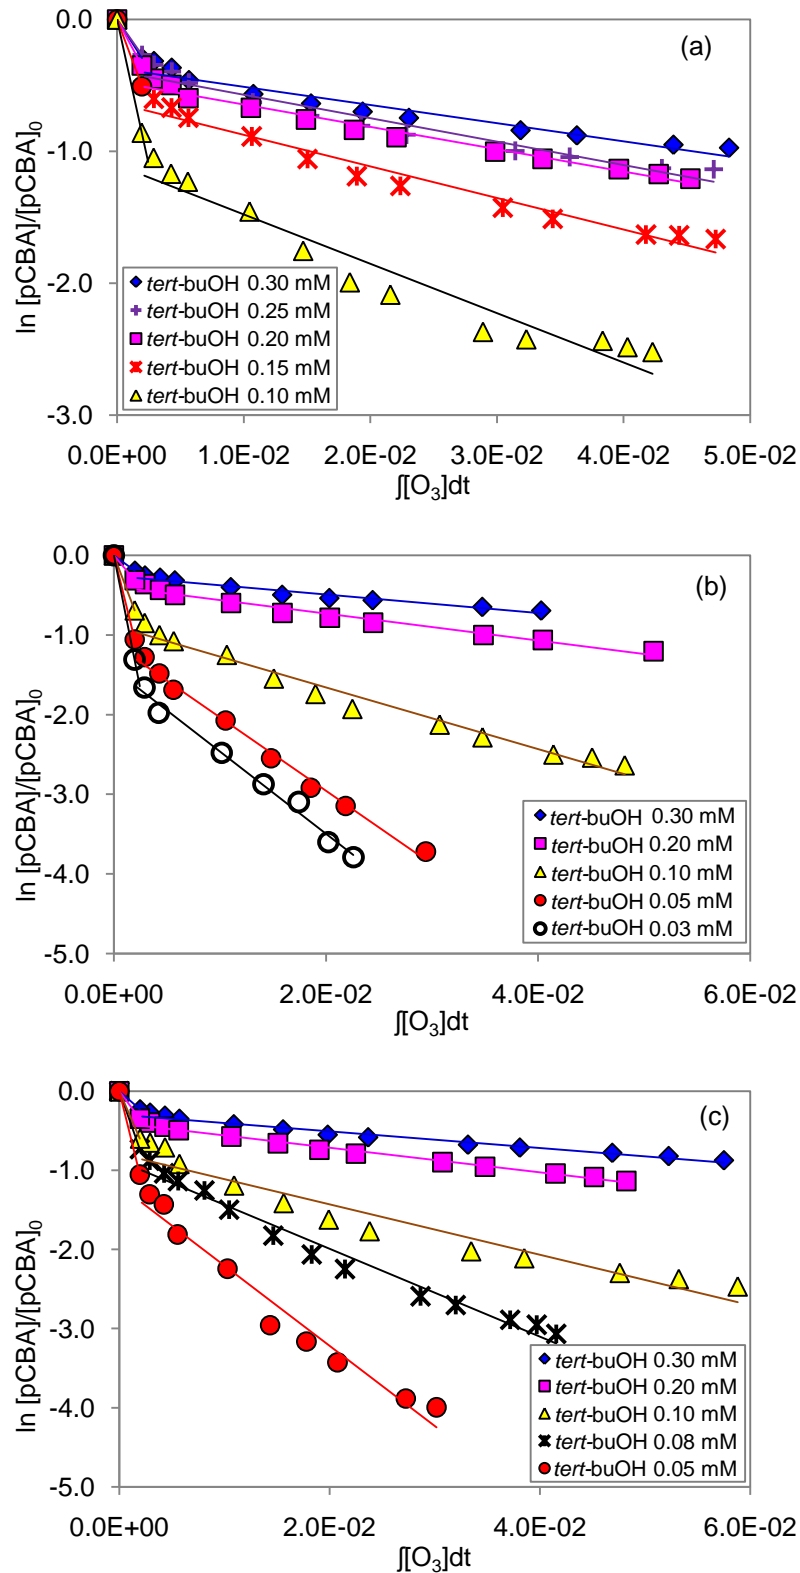 (a)
ln [pCBA]/[pCBA]0
0.0
-1.0
-2.0
-3.0
tert-buOH 0.30 mM
tert-buOH 0.25 mM
tert-buOH 0.20 mM
tert-buOH 0.15 mM
tert-buOH 0.10 mM
0.0E+00 1.0E-02 2.0E-02 3.0E-02 4.0E-02 5.0E-02
∫[O3]dt
(b)
ln [pCBA]/[pCBA]0
0.0
-1.0
-2.0
-3.0
-4.0
-5.0
tert-buOH 0.30 mM
tert-buOH 0.20 mM
tert-buOH 0.10 mM
tert-buOH 0.05 mM
tert-buOH 0.03 mM
0.0E+00 2.0E-02 4.0E-02 6.0E-02
∫[O3]dt
(c)
ln [pCBA]/[pCBA]0
0.0
-1.0
-2.0
-3.0
-4.0
-5.0
tert-buOH 0.30 mM
tert-buOH 0.20 mM
tert-buOH 0.10 mM
tert-buOH 0.08 mM
tert-buOH 0.05 mM
0.0E+00 2.0E-02 4.0E-02 6.0E-02
∫[O3]dt